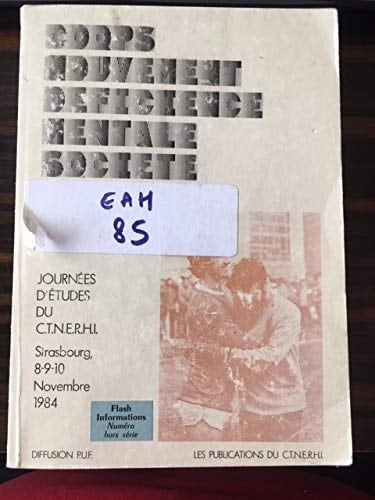 CORPS
MOUVEMENT
DEFICIENCE
MENTALE
SOCIETE
EAH
85
JOURNÉES
D'ÉTUDES
DU
C.T.N.E.R.H.I.
Strasbourg,
8-9-10
Novembre
1984
Flash
Informations
Numéro
hors série
DIFFUSION P.U.F.
LES PUBLICATIONS DU C.T.N.E.R.H.I.